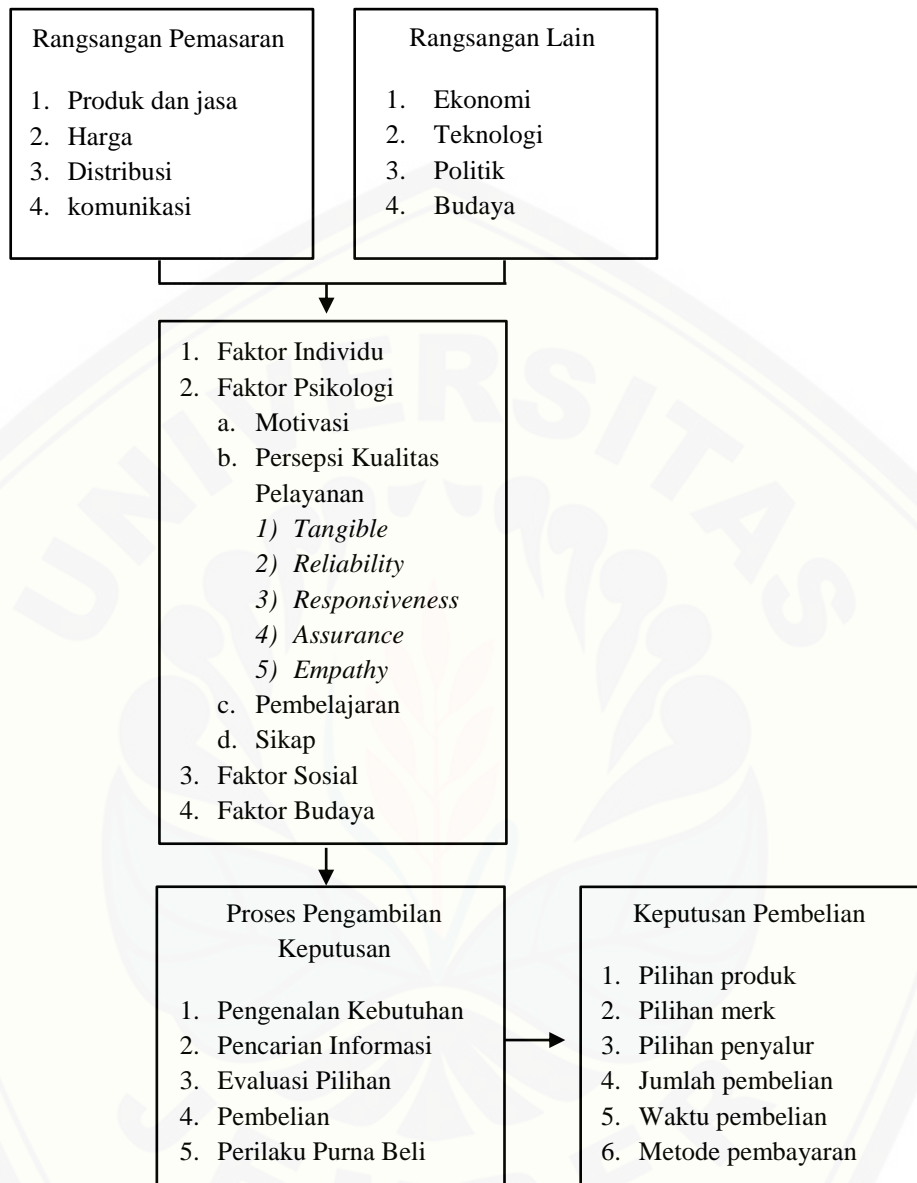 Rangsangan Pemasaran
1. Produk dan jasa
2. Harga
3. Distribusi
4. komunikasi
Rangsangan Lain
1. Ekonomi
2. Teknologi
3. Politik
4. Budaya
1. Faktor Individu
2. Faktor Psikologi
a. Motivasi
b. Persepsi Kualitas
Pelayanan
1) Tangible
2) Reliability
3) Responsiveness
4) Assurance
5) Empathy
c. Pembelajaran
d. Sikap
3. Faktor Sosial
4. Faktor Budaya
Proses Pengambilan
Keputusan
1. Pengenalan Kebutuhan
2. Pencarian Informasi
3. Evaluasi Pilihan
4. Pembelian
5. Perilaku Purna Beli
Keputusan Pembelian
1. Pilihan produk
2. Pilihan merk
3. Pilihan penyalur
4. Jumlah pembelian
5. Waktu pembelian
6. Metode pembayaran
UNIVERSITAS